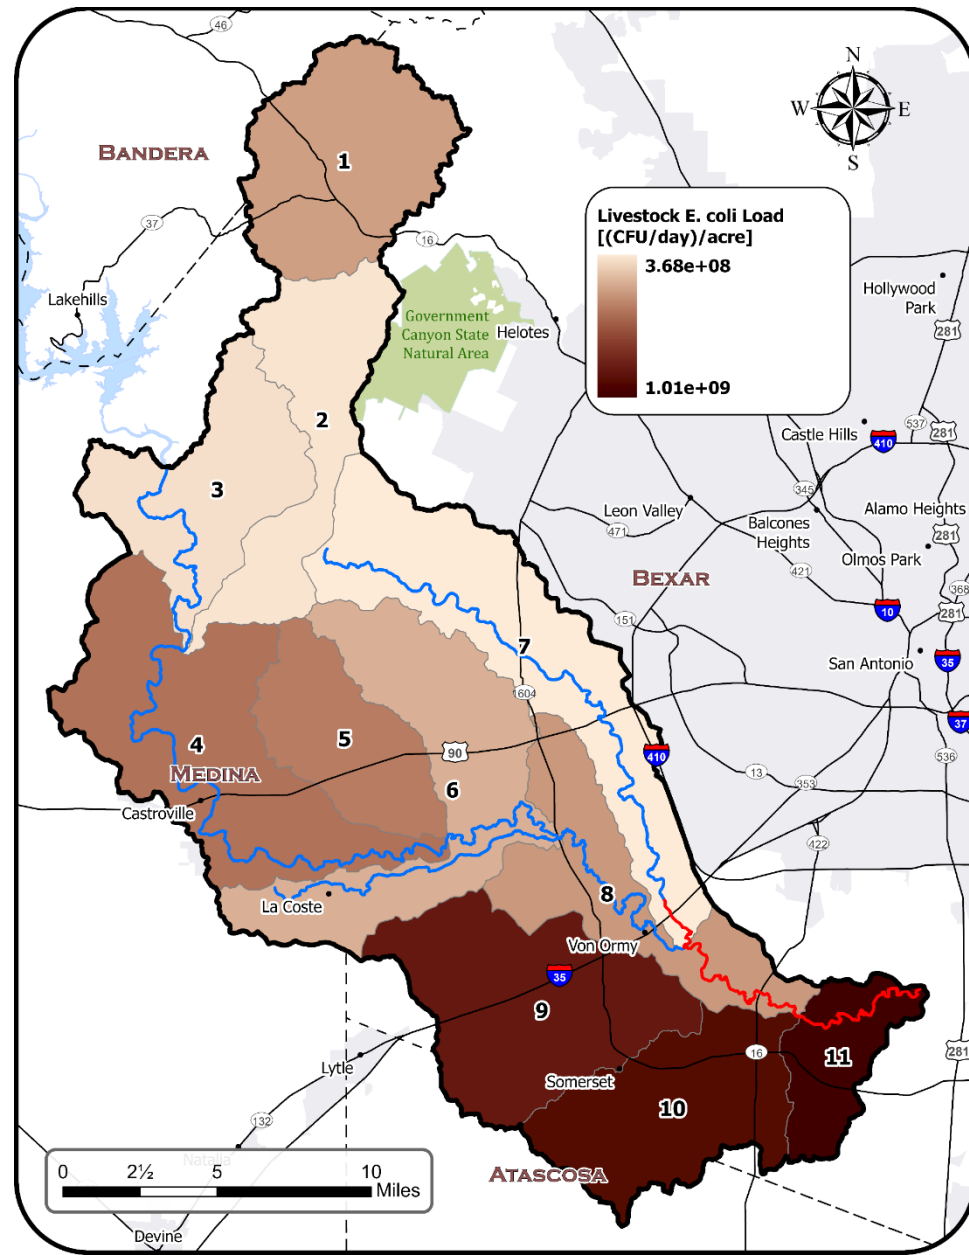 46
N
W
E
S
BANDERA
1
37
16
Livestock E. coli Load
[(CFU/day)/acre]
3.68e+08
1.01e+09
Hollywood
Park
281
Lakehills
Government
Canyon State
Natural Area
Helotes
2
Castle Hills
537
281
410
3
345
Leon Valley
471
Balcones
Heights
Alamo Heights
281
Olmos Park
421
BEXAR
368
10
281
151
7
San Antonio
35
1604
37
4
5
90
410
536
MEDINA
13
353
6
Castroville
422
8
La Coste
Von Ormy
35
9
11
16
281
Lytle
Somerset
10
132
Natalia
0
2½
5
10
Miles
ATASCOSA
Devine